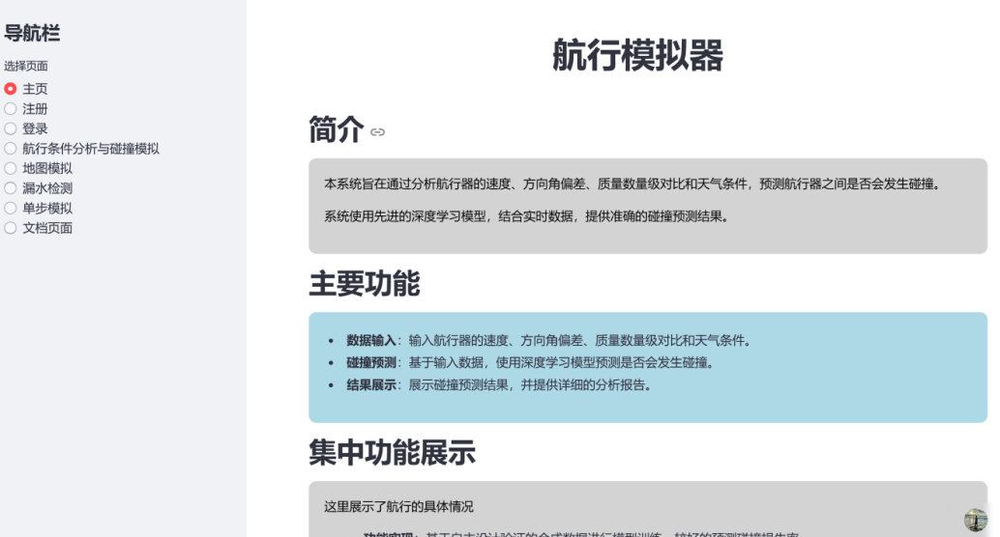 导航栏
选择页面
主页
注册
登录
航行条件分析与碰撞模拟
地图模拟
漏水检测
单步模拟
文档页面
航行模拟器
简介
本系统旨在通过分析航行器的速度、方向角偏差、质量数量级对比和天气条件，预测航行器之间是否会发生碰撞。
系统使用先进的深度学习模型，结合实时数据，提供准确的碰撞预测结果。
主要功能
• 数据输入：输入航行器的速度、方向角偏差、质量数量级对比和天气条件。
• 碰撞预测：基于输入数据，使用深度学习模型预测是否会发生碰撞。
• 结果展示：展示碰撞预测结果，并提供详细的分析报告。
集中功能展示
这里展示了航行的具体情况
功能实现：基于自主设计验证的合成数据进行模型训练，较好的预测碰撞损失率